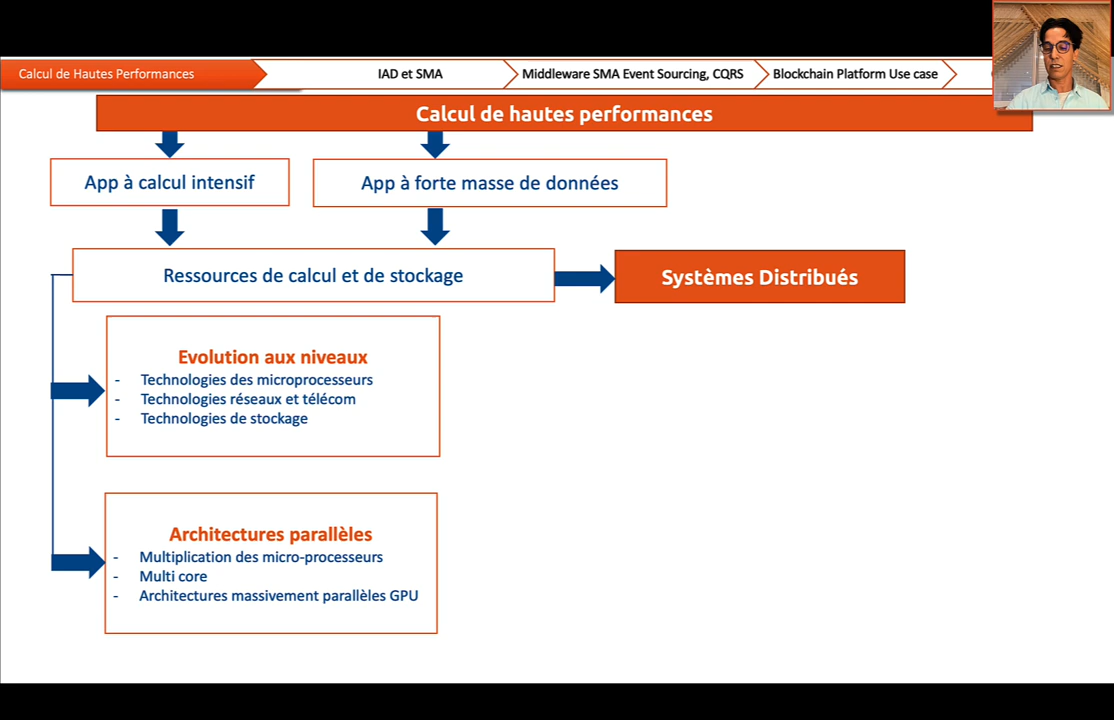 Calcul de Hautes Performances
IAD et SMA
Middleware SMA Event Sourcing, CQRS
Blockchain Platform Use case
Calcul de hautes performances
App à calcul intensif
App à forte masse de données
Ressources de calcul et de stockage
Systèmes Distribués
Evolution aux niveaux
- Technologies des microprocesseurs
- Technologies réseaux et télécom
- Technologies de stockage
Architectures parallèles
- Multiplication des micro-processeurs
- Multi core
- Architectures massivement parallèles GPU